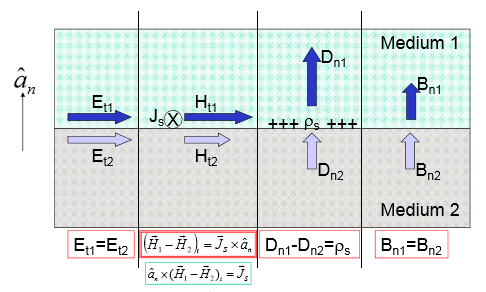 Medium 1
â_n
D_n1
B_n1
E_t1
J_s
H_t1
+++ ρ_s +++
E_t2
H_t2
D_n2
B_n2
Medium 2
E_t1=E_t2
(H⃗_1 − H⃗_2)_t = J⃗_S × â_n
D_n1-D_n2=ρ_s
B_n1=B_n2
â_n × (H⃗_1 − H⃗_2)_t = J⃗_S